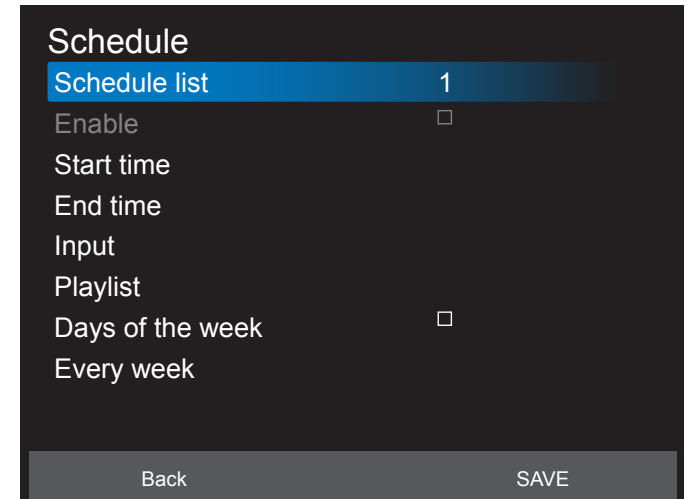 Schedule
Schedule list 1
Enable
Start time
End time
Input
Playlist
Days of the week
Every week
Back SAVE